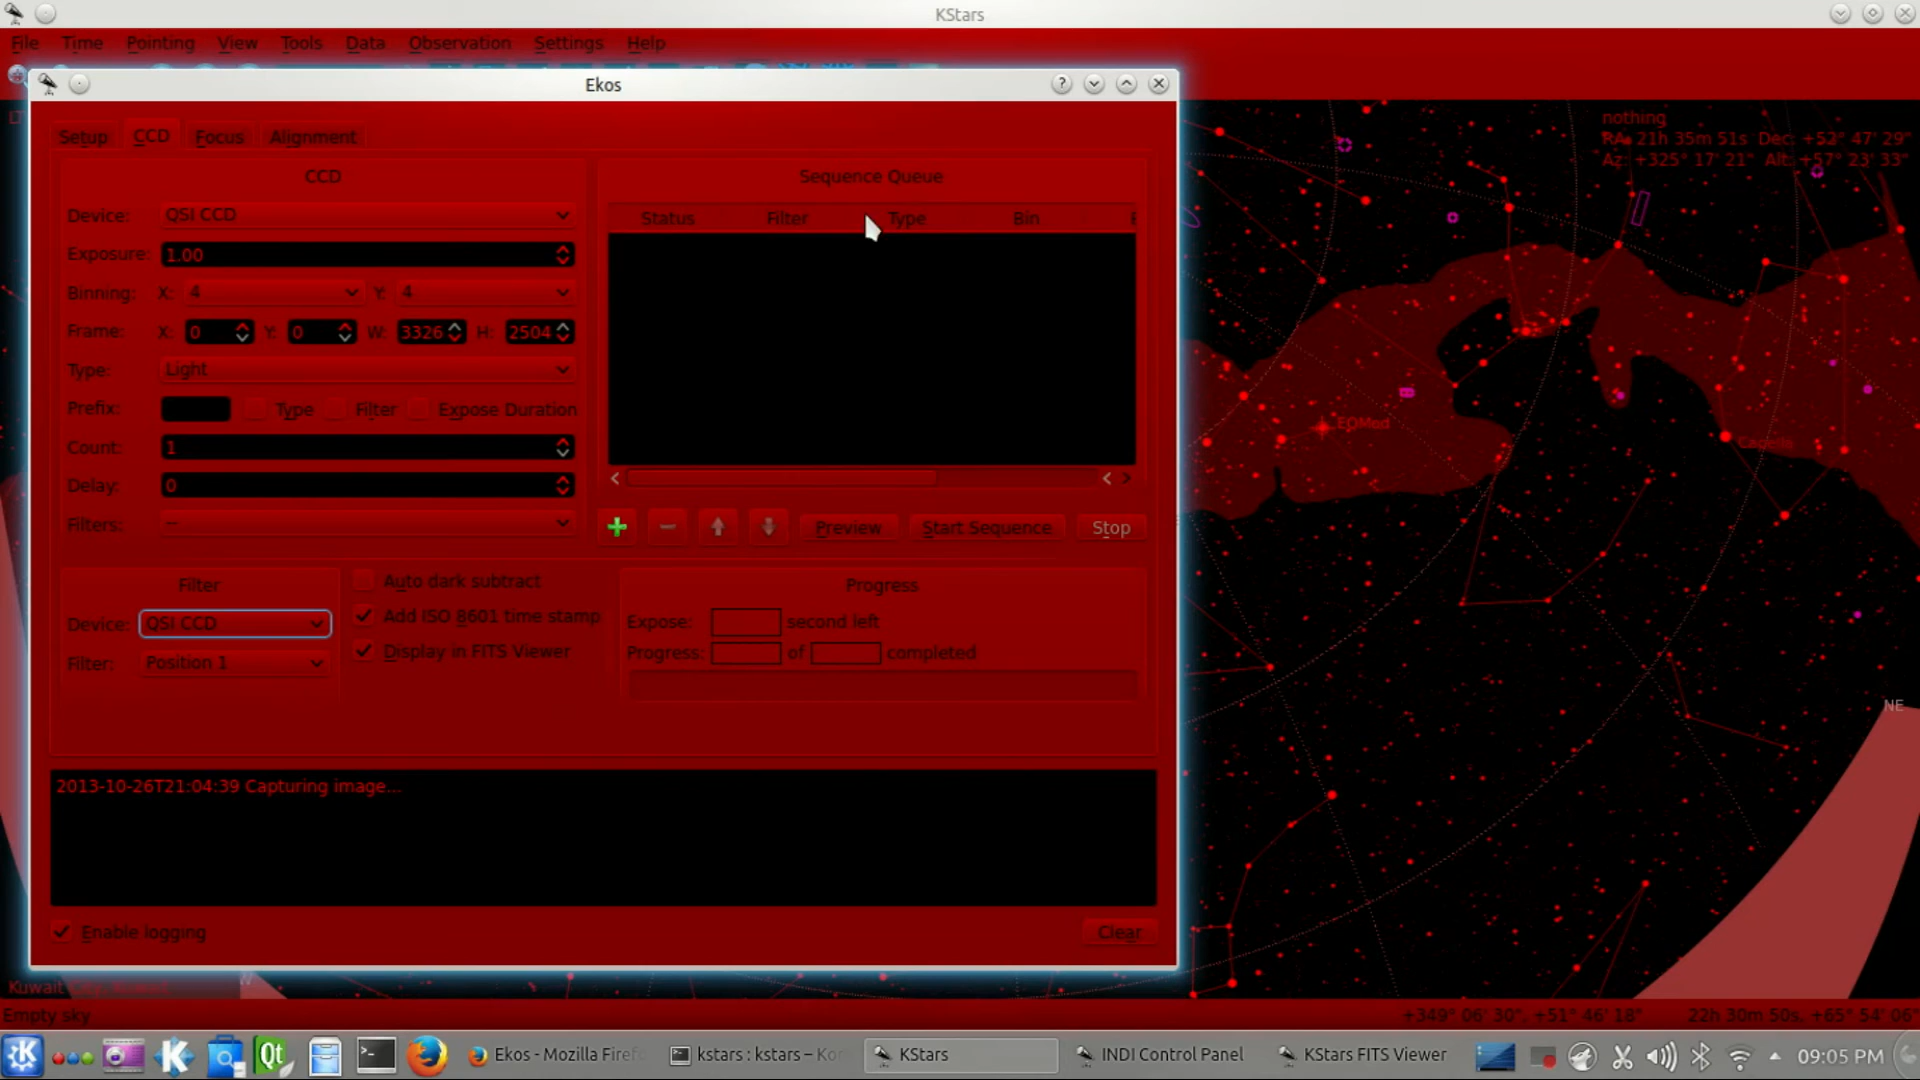 KStars
File Time Pointing View Tools Data Observation Settings Help
Ekos
nothing
RA: 21h 35m 51s Dec: +52° 47' 29"
Az: +325° 17' 21" Alt: +57° 23' 33"
Setup CCD Focus Alignment
CCD
Device: QSI CCD
Exposure: 1.00
Binning: X: 4 Y: 4
Frame: X: 0 Y: 0 W: 3326 H: 2504
Type: Light
Prefix: Type Filter Expose Duration
Count: 1
Delay: 0
Filters: --
Sequence Queue
Status Filter Type Bin
Preview Start Sequence Stop
Filter
Device: QSI CCD
Filter: Position 1
Auto dark subtract
Add ISO 8601 time stamp
Display in FITS Viewer
Progress
Expose: second left
Progress: of completed
2013-10-26T21:04:39 Capturing image...
Enable logging
Clear
NE
Kuwait City, Kuwait
Empty sky
+349° 06' 30", +51° 46' 18" 22h 30m 50s, +65° 54' 06"
Ekos - Mozilla Firef
kstars : kstars –
KStars
INDI Control Panel
KStars FITS Viewer
09:05 PM